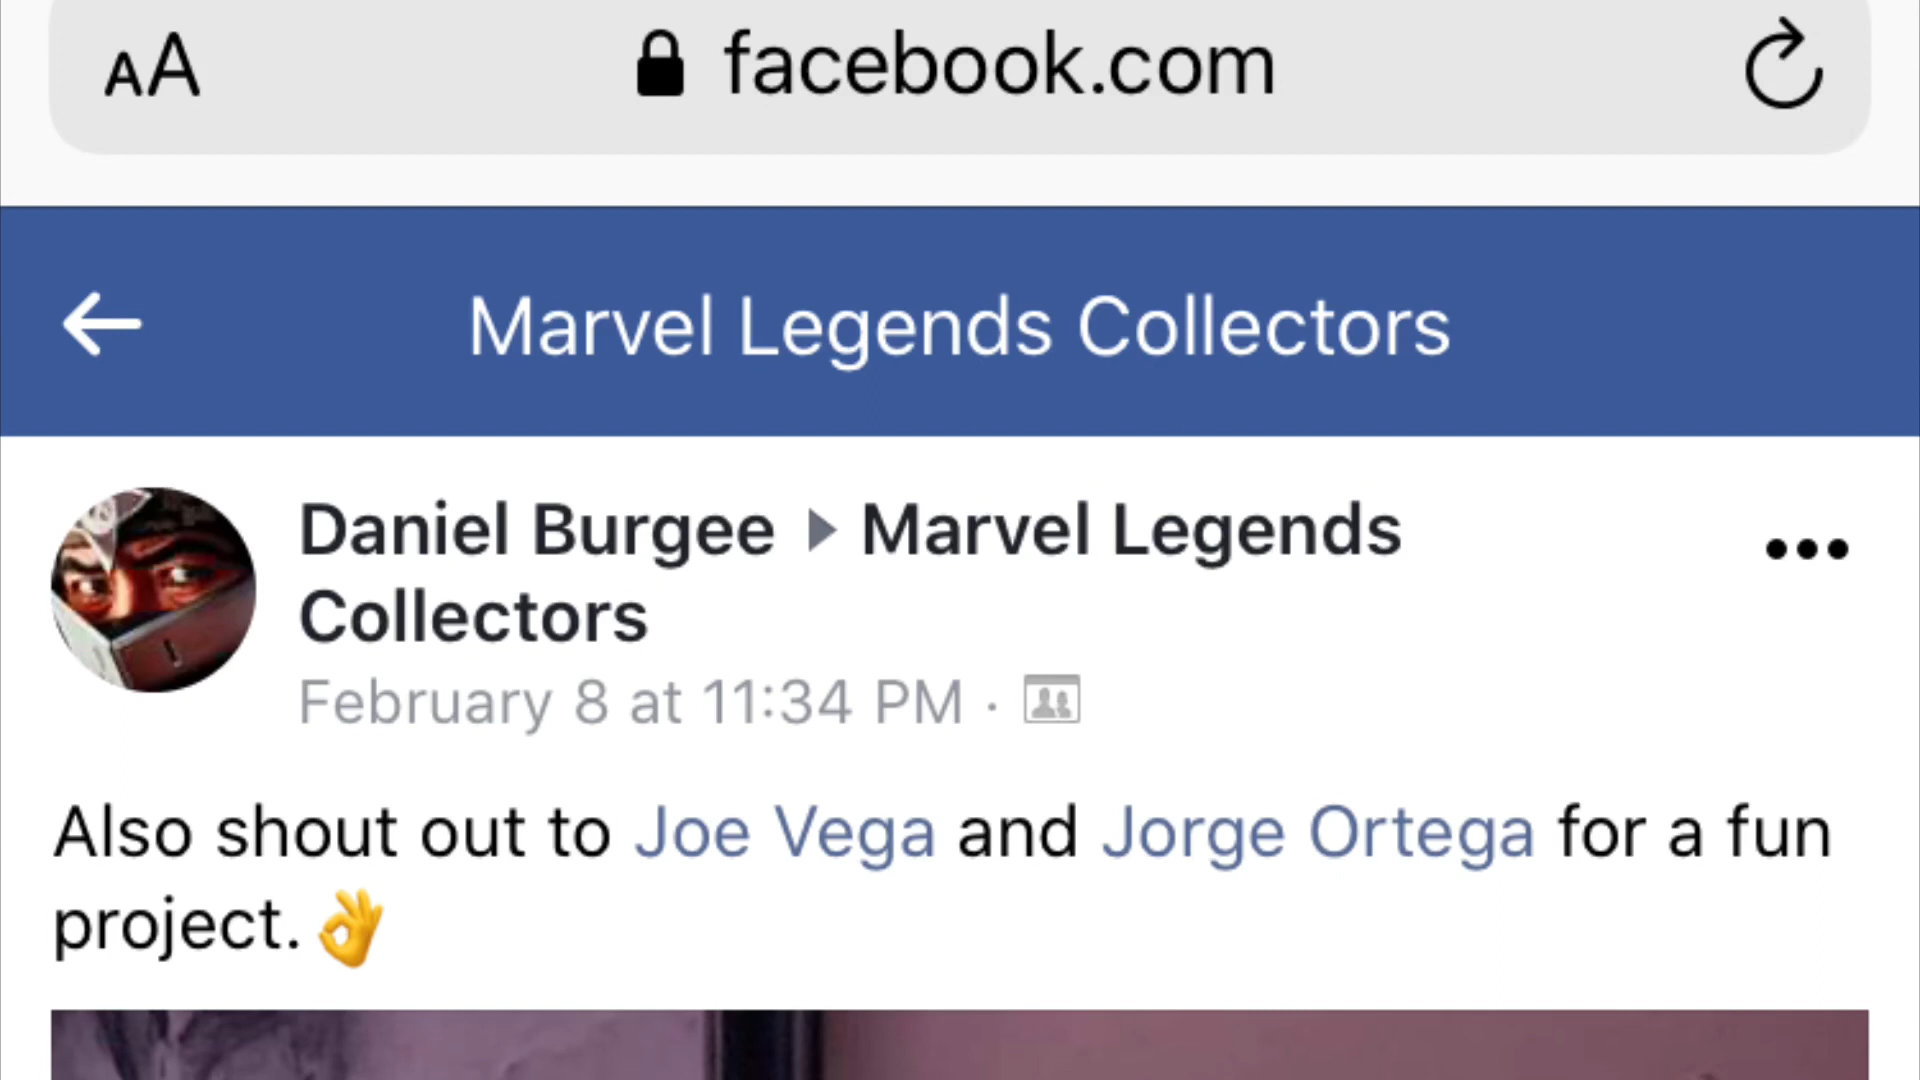 AA facebook.com
Marvel Legends Collectors
Daniel Burgee ▸ Marvel Legends
Collectors
February 8 at 11:34 PM ·
Also shout out to Joe Vega and Jorge Ortega for a fun
project. 👌